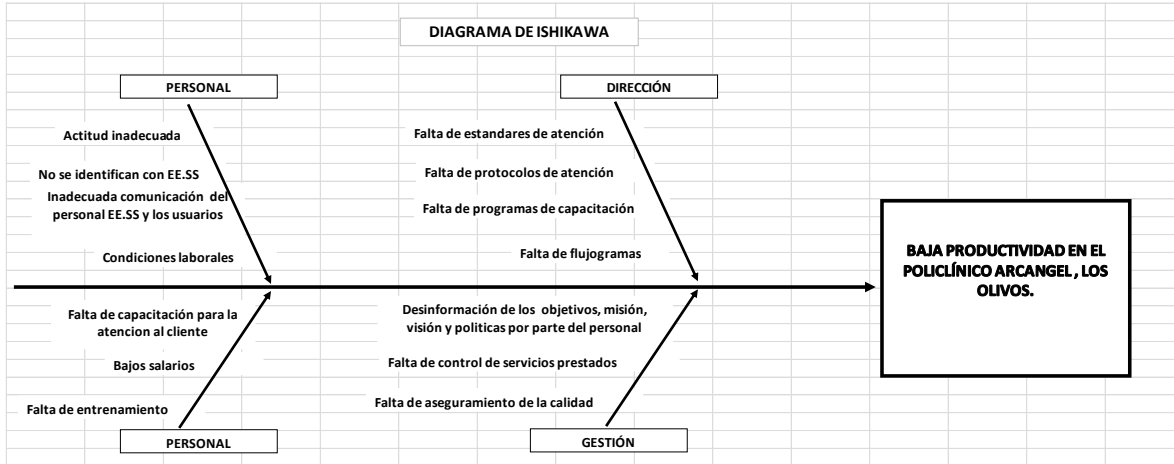 DIAGRAMA DE ISHIKAWA
PERSONAL
DIRECCIÓN
Actitud inadecuada
No se identifican con EE.SS
Inadecuada comunicación del
personal EE.SS y los usuarios
Condiciones laborales
Falta de estandares de atención
Falta de protocolos de atención
Falta de programas de capacitación
Falta de flujogramas
BAJA PRODUCTIVIDAD EN EL
POLICLÍNICO ARCANGEL , LOS
OLIVOS.
Falta de capacitación para la
atencion al cliente
Bajos salarios
Falta de entrenamiento
Desinformación de los objetivos, misión,
visión y politicas por parte del personal
Falta de control de servicios prestados
Falta de aseguramiento de la calidad
PERSONAL
GESTIÓN